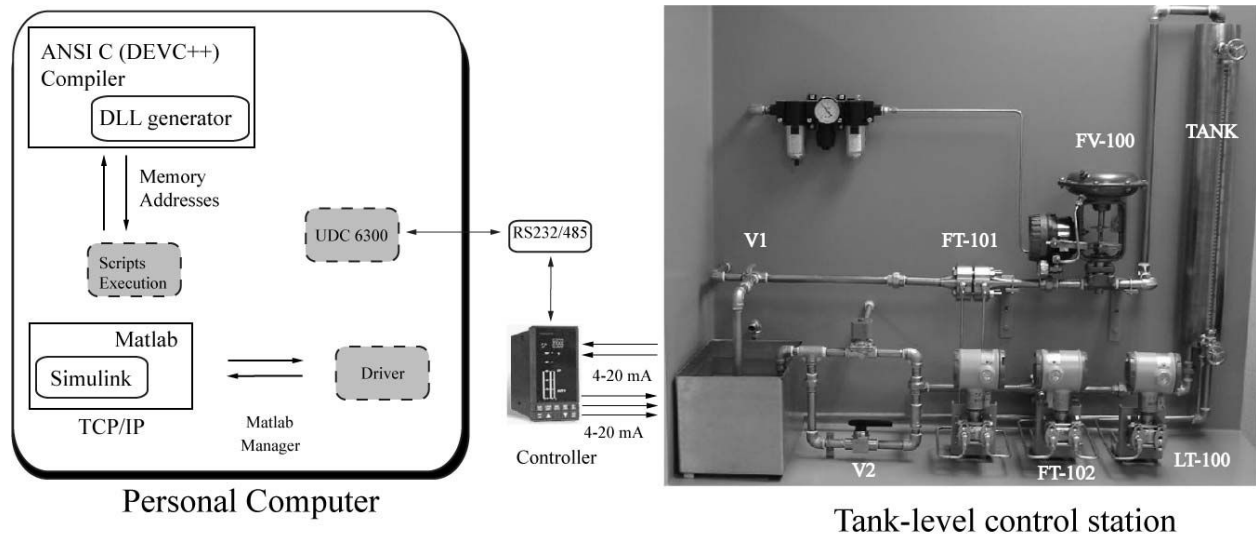 ANSI C (DEVC++)
Compiler
DLL generator
Memory
Addresses
Scripts
Execution
UDC 6300
RS232/485
Matlab
Simulink
TCP/IP
Driver
Matlab
Manager
4-20 mA
4-20 mA
Controller
Personal Computer
TANK
FV-100
V1
FT-101
V2
FT-102
LT-100
Tank-level control station